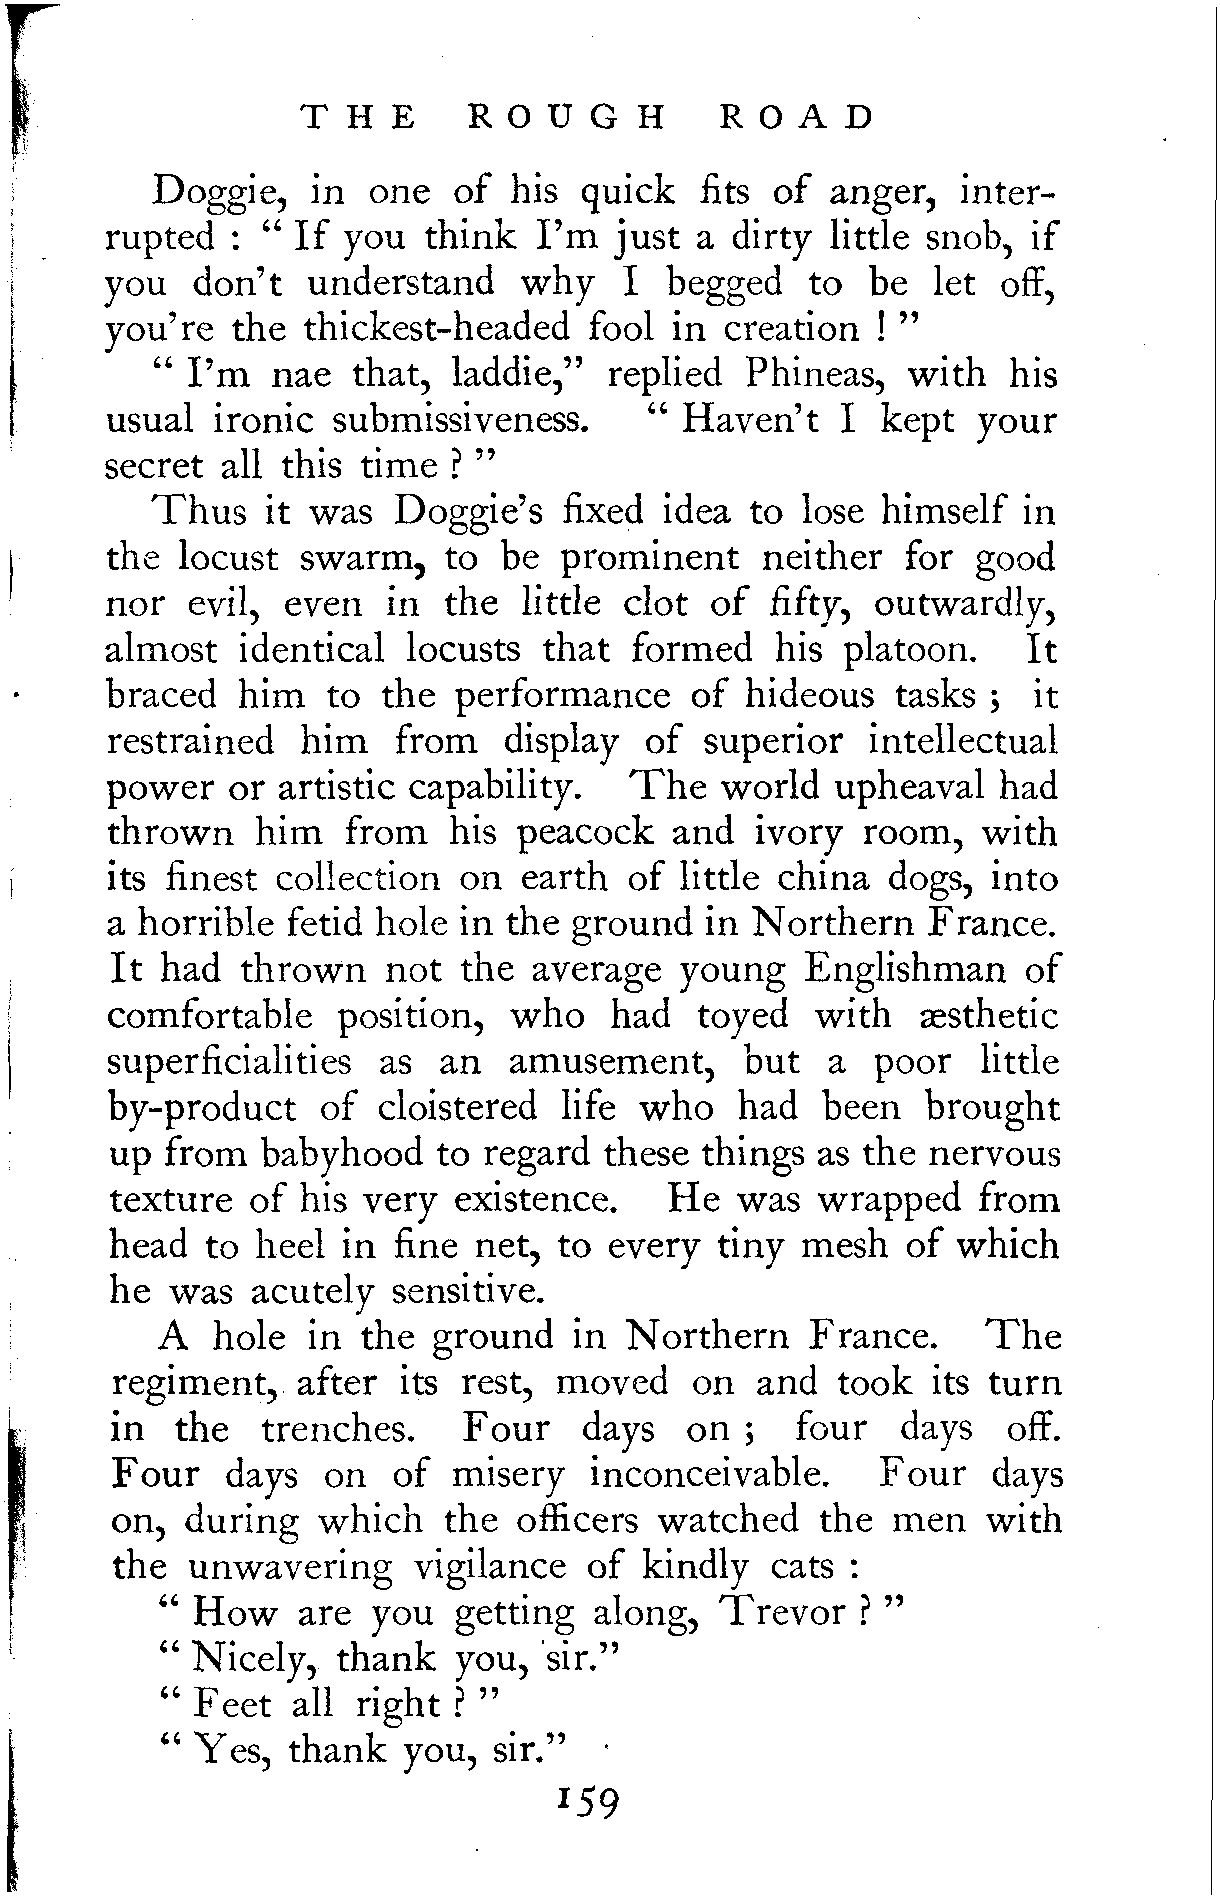 THE ROUGH ROAD
Doggie, in one of his quick fits of anger, inter-
rupted : “ If you think I’m just a dirty little snob, if
you don’t understand why I begged to be let off,
you’re the thickest-headed fool in creation ! ”
“ I’m nae that, laddie,” replied Phineas, with his
usual ironic submissiveness. “ Haven’t I kept your
secret all this time ? ”
Thus it was Doggie’s fixed idea to lose himself in
the locust swarm, to be prominent neither for good
nor evil, even in the little clot of fifty, outwardly,
almost identical locusts that formed his platoon. It
braced him to the performance of hideous tasks ; it
restrained him from display of superior intellectual
power or artistic capability. The world upheaval had
thrown him from his peacock and ivory room, with
its finest collection on earth of little china dogs, into
a horrible fetid hole in the ground in Northern France.
It had thrown not the average young Englishman of
comfortable position, who had toyed with æsthetic
superficialities as an amusement, but a poor little
by-product of cloistered life who had been brought
up from babyhood to regard these things as the nervous
texture of his very existence. He was wrapped from
head to heel in fine net, to every tiny mesh of which
he was acutely sensitive.
A hole in the ground in Northern France. The
regiment, after its rest, moved on and took its turn
in the trenches. Four days on ; four days off.
Four days on of misery inconceivable. Four days
on, during which the officers watched the men with
the unwavering vigilance of kindly cats :
“ How are you getting along, Trevor ? ”
“ Nicely, thank you, sir.”
“ Feet all right ? ”
“ Yes, thank you, sir.”
159